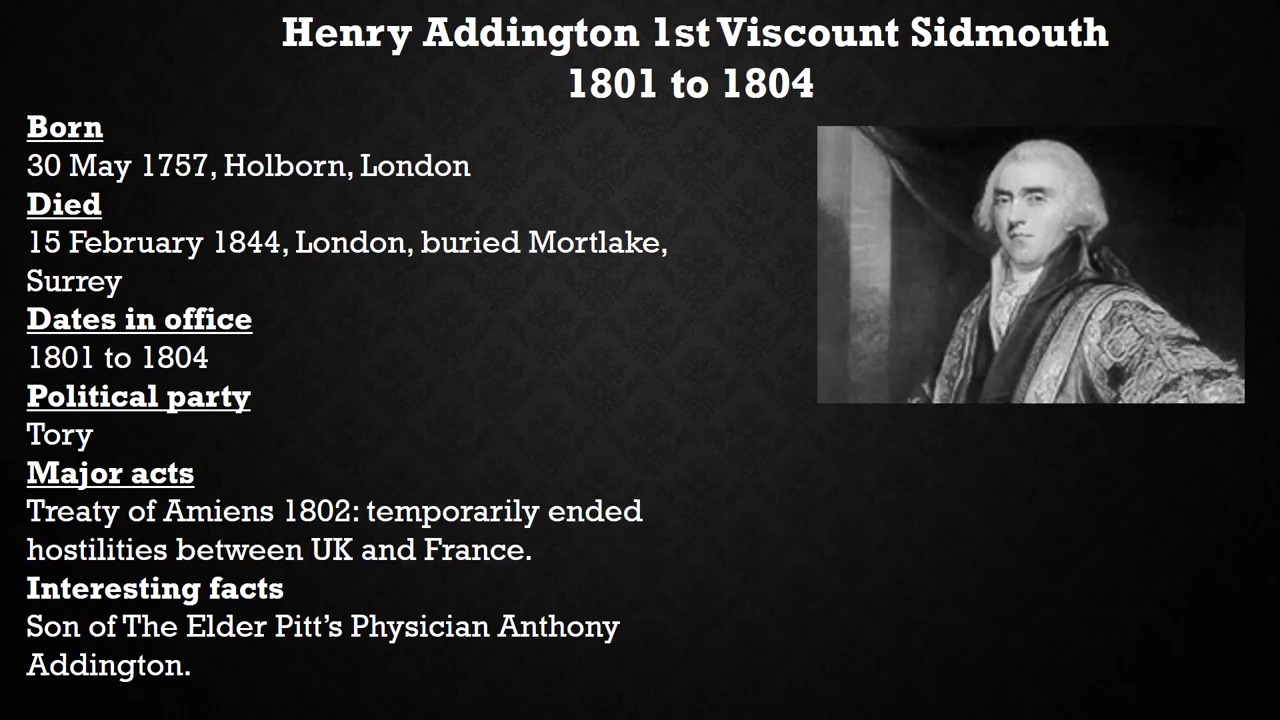 Henry Addington 1st Viscount Sidmouth
1801 to 1804
Born
30 May 1757, Holborn, London
Died
15 February 1844, London, buried Mortlake,
Surrey
Dates in office
1801 to 1804
Political party
Tory
Major acts
Treaty of Amiens 1802: temporarily ended
hostilities between UK and France.
Interesting facts
Son of The Elder Pitt’s Physician Anthony
Addington.